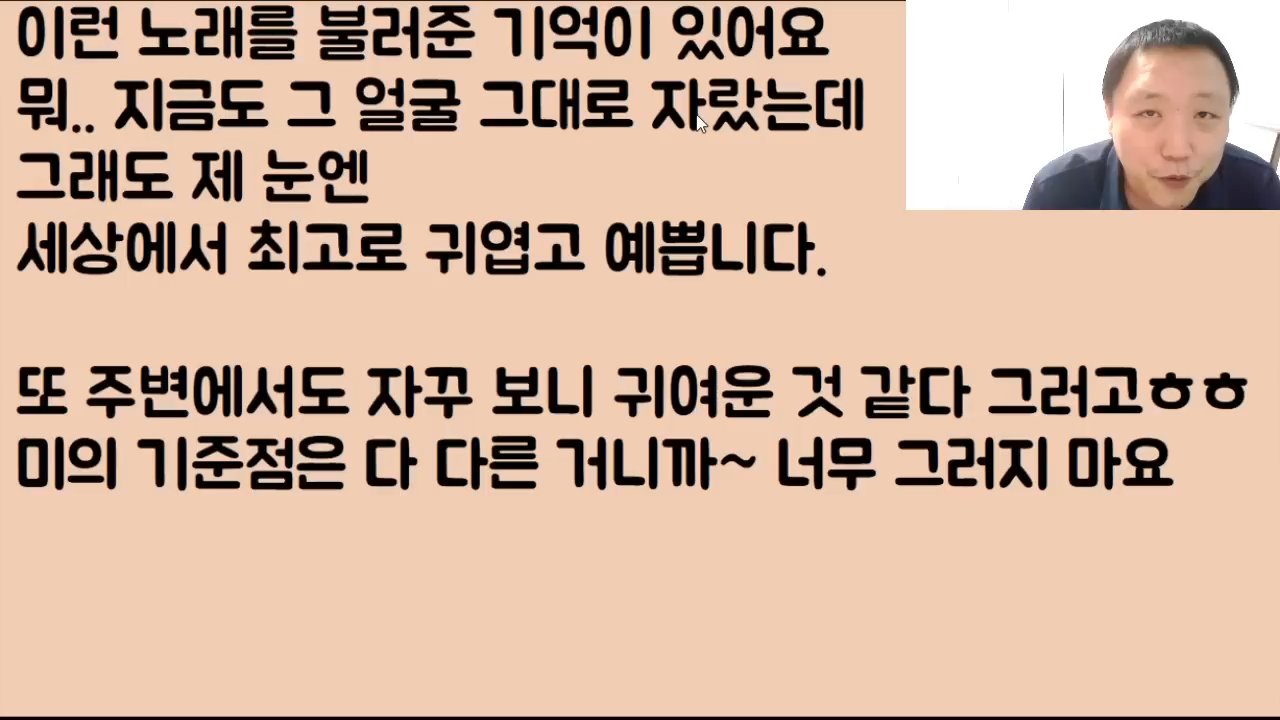 이런 노래를 불러준 기억이 있어요
뭐.. 지금도 그 얼굴 그대로 자랐는데
그래도 제 눈엔
세상에서 최고로 귀엽고 예쁩니다.
또 주변에서도 자꾸 보니 귀여운 것 같다 그러고ㅎㅎ
미의 기준점은 다 다른 거니까~ 너무 그러지 마요